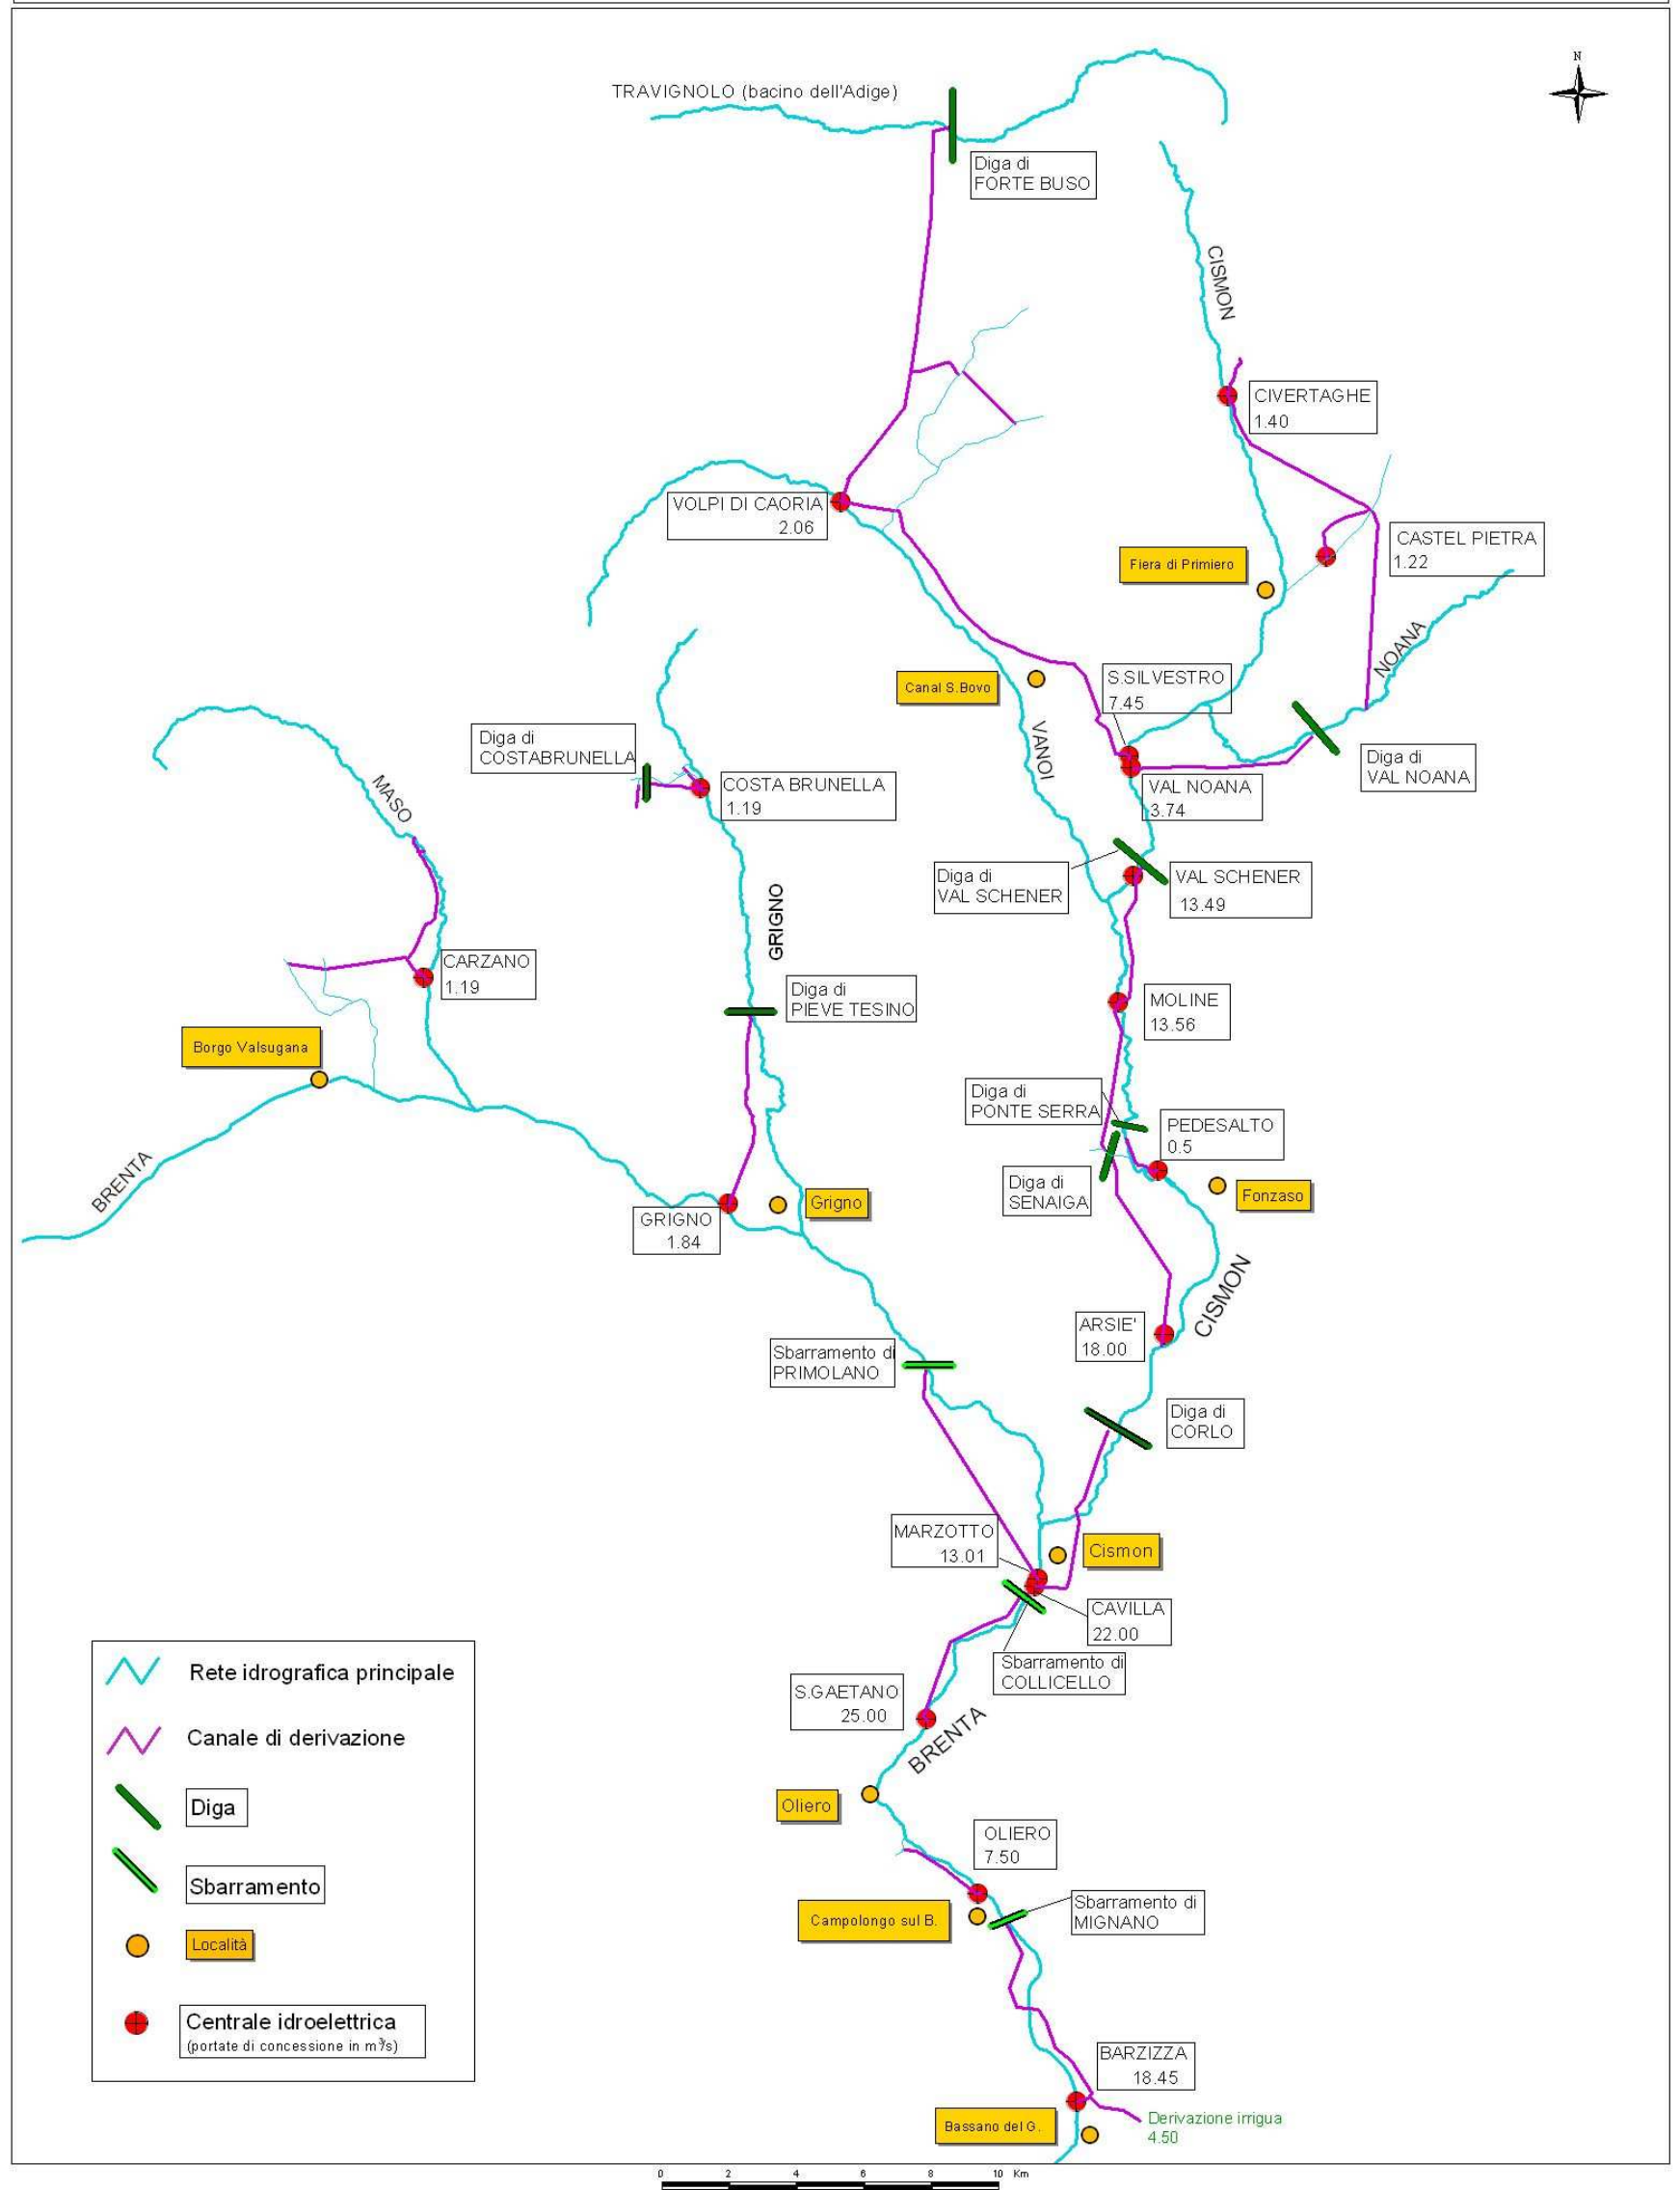 N
TRAVIGNOLO (bacino dell'Adige)
Diga di
FORTE BUSO
CISMON
CIVERTAGHE
1.40
VOLPI DI CAORIA
2.06
CASTEL PIETRA
1.22
Fiera di Primiero
NOANA
S.SILVESTRO
7.45
Canal S.Bovo
VANOI
Diga di
COSTABRUNELLA
Diga di
VAL NOANA
COSTA BRUNELLA
1.19
VAL NOANA
3.74
MASO
Diga di
VAL SCHENER
VAL SCHENER
13.49
GRIGNO
CARZANO
1.19
Diga di
PIEVE TESINO
MOLINE
13.56
Borgo Valsugana
Diga di
PONTE SERRA
PEDESALTO
0.5
BRENTA
Diga di
SENAIGA
Fonzaso
Grigno
GRIGNO
1.84
CISMON
ARSIE'
18.00
Sbarramento di
PRIMOLANO
Diga di
CORLO
MARZOTTO
13.01
Cismon
CAVILLA
22.00
Sbarramento di
COLLICELLO
S.GAETANO
25.00
BRENTA
Oliero
OLIERO
7.50
Campolongo sul B.
Sbarramento di
MIGNANO
BARZIZZA
18.45
Bassano del G.
Derivazione irrigua
4.50
Rete idrografica principale
Canale di derivazione
Diga
Sbarramento
Località
Centrale idroelettrica
(portate di concessione in m³/s)
0 2 4 6 8 10 Km